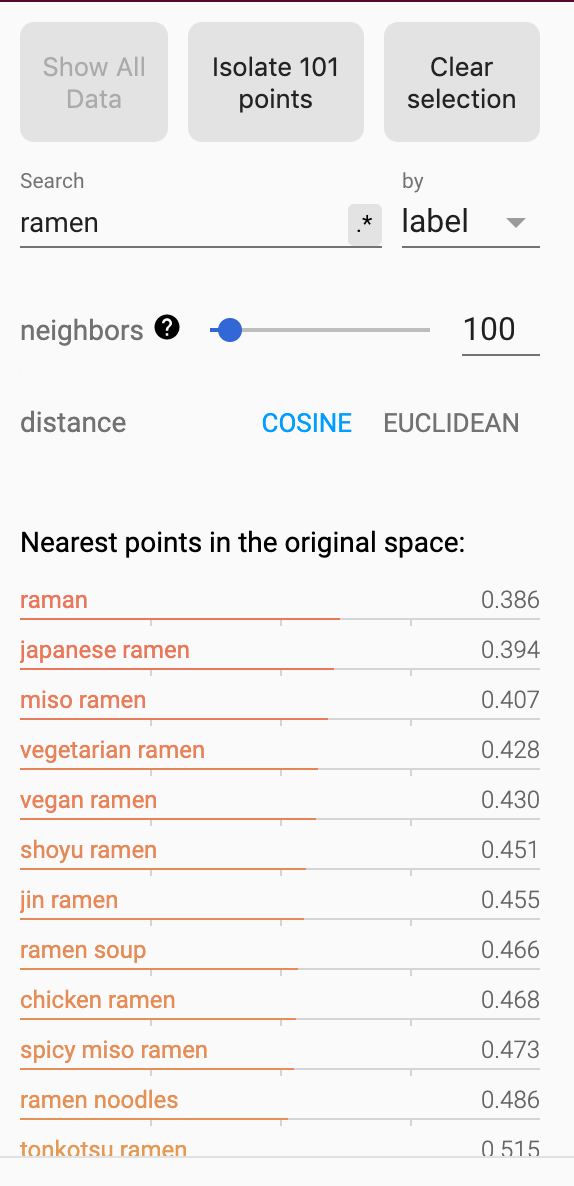 Show All
Data
Isolate 101
points
Clear
selection
Search
by
ramen
.*
label
neighbors ?
100
distance COSINE EUCLIDEAN
Nearest points in the original space:
raman 0.386
japanese ramen 0.394
miso ramen 0.407
vegetarian ramen 0.428
vegan ramen 0.430
shoyu ramen 0.451
jin ramen 0.455
ramen soup 0.466
chicken ramen 0.468
spicy miso ramen 0.473
ramen noodles 0.486
tonkotsu ramen 0.515